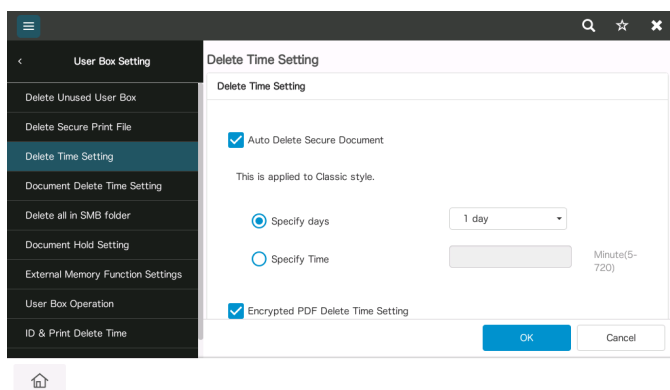 User Box Setting
Delete Unused User Box
Delete Secure Print File
Delete Time Setting
Document Delete Time Setting
Delete all in SMB folder
Document Hold Setting
External Memory Function Settings
User Box Operation
ID & Print Delete Time
Delete Time Setting
Delete Time Setting
Auto Delete Secure Document
This is applied to Classic style.
Specify days
1 day
Specify Time
Minute(5-
720)
Encrypted PDF Delete Time Setting
OK
Cancel